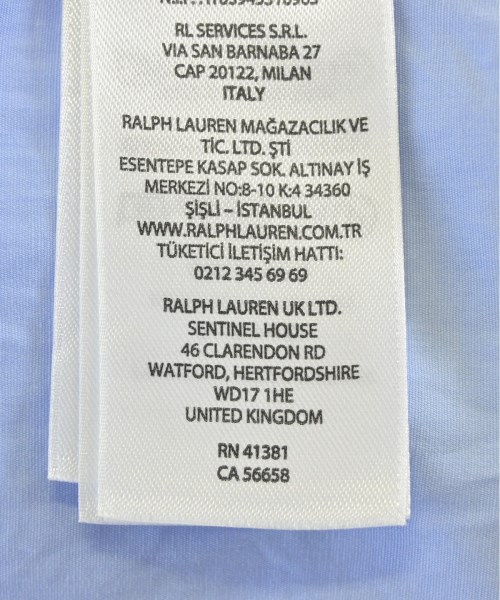 RL SERVICES S.R.L.
VIA SAN BARNABA 27
CAP 20122, MILAN
ITALY
RALPH LAUREN MAĞAZACILIK VE
TİC. LTD. ŞTİ
ESENTEPE KASAP SOK. ALTINAY İŞ
MERKEZİ NO:8-10 K:4 34360
ŞİŞLİ – İSTANBUL
WWW.RALPHLAUREN.COM.TR
TÜKETİCİ İLETİŞİM HATTI:
0212 345 69 69
RALPH LAUREN UK LTD.
SENTINEL HOUSE
46 CLARENDON RD
WATFORD, HERTFORDSHIRE
WD17 1HE
UNITED KINGDOM
RN 41381
CA 56658